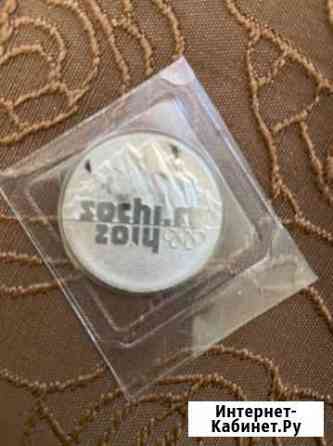 sochi.ru
2014
Интернет-
Кабинет.Ру